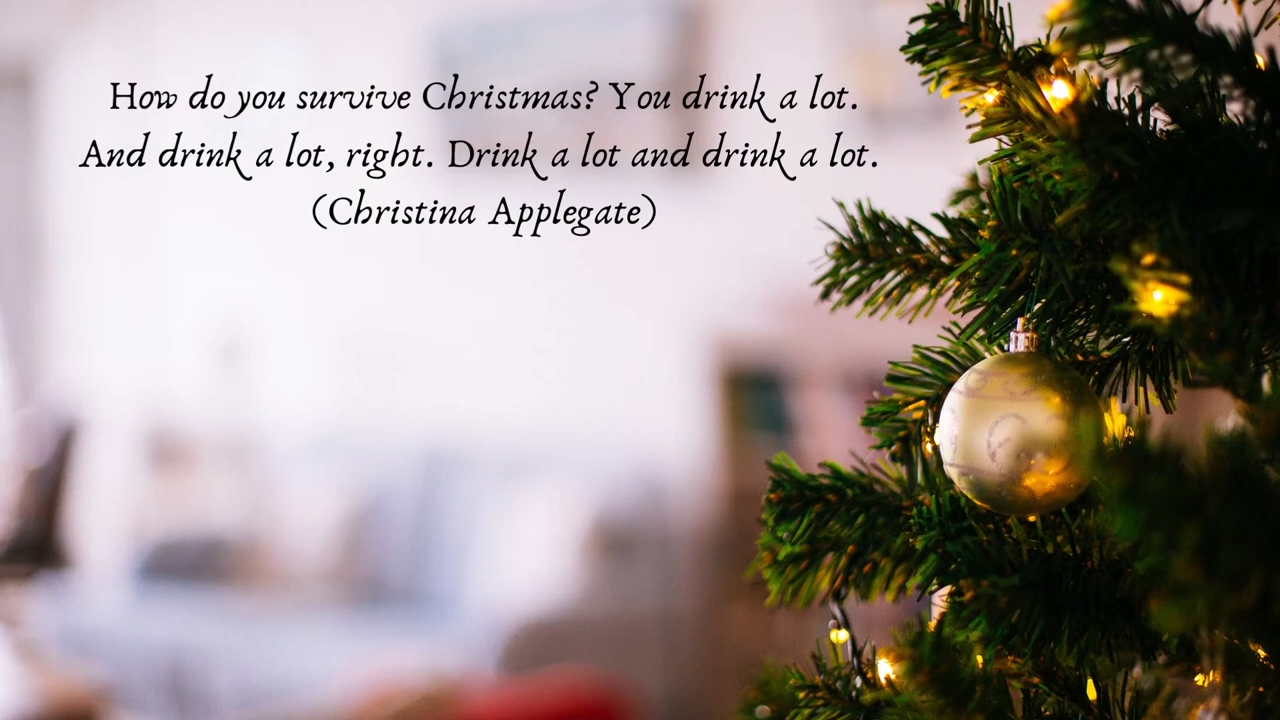 How do you survive Christmas? You drink a lot.
And drink a lot, right. Drink a lot and drink a lot.
(Christina Applegate)